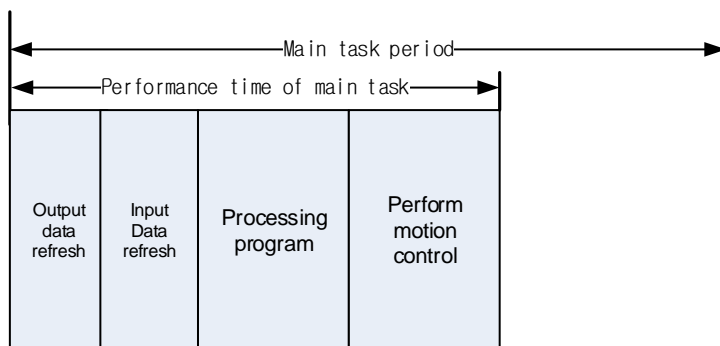 Main task period
Performance time of main task
Output
data
refresh
Input
Data
refresh
Processing
program
Perform
motion
control